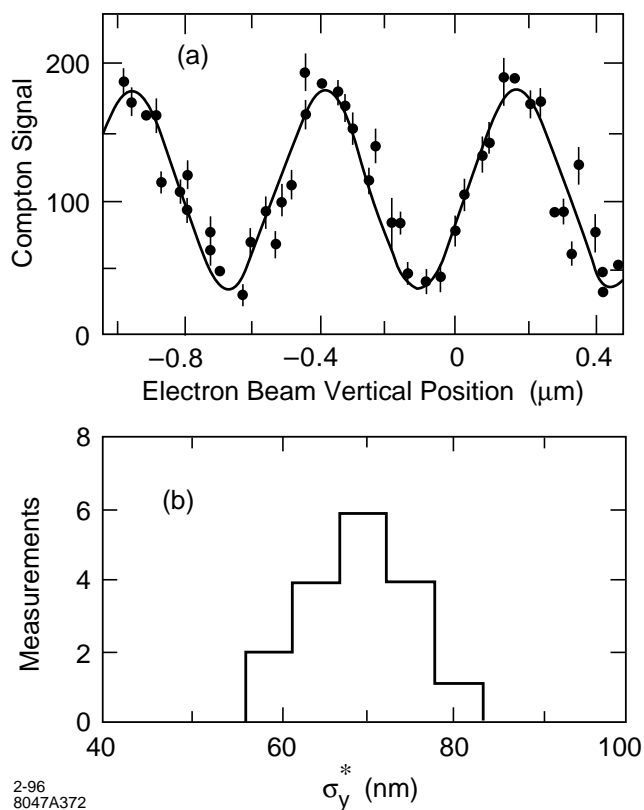 (a)
Compton Signal
200
100
0
−0.8
−0.4
0
0.4
Electron Beam Vertical Position (µm)
(b)
Measurements
8
6
4
2
0
40
60
80
100
σ*y (nm)
2-96
8047A372